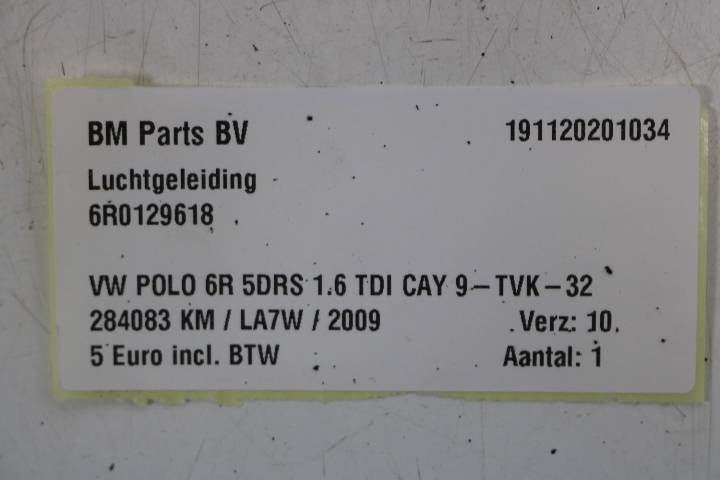 BM Parts BV 191120201034
Luchtgeleiding
6R0129618
VW POLO 6R 5DRS 1.6 TDI CAY 9-TVK-32
284083 KM / LA7W / 2009 Verz: 10
5 Euro incl. BTW Aantal: 1